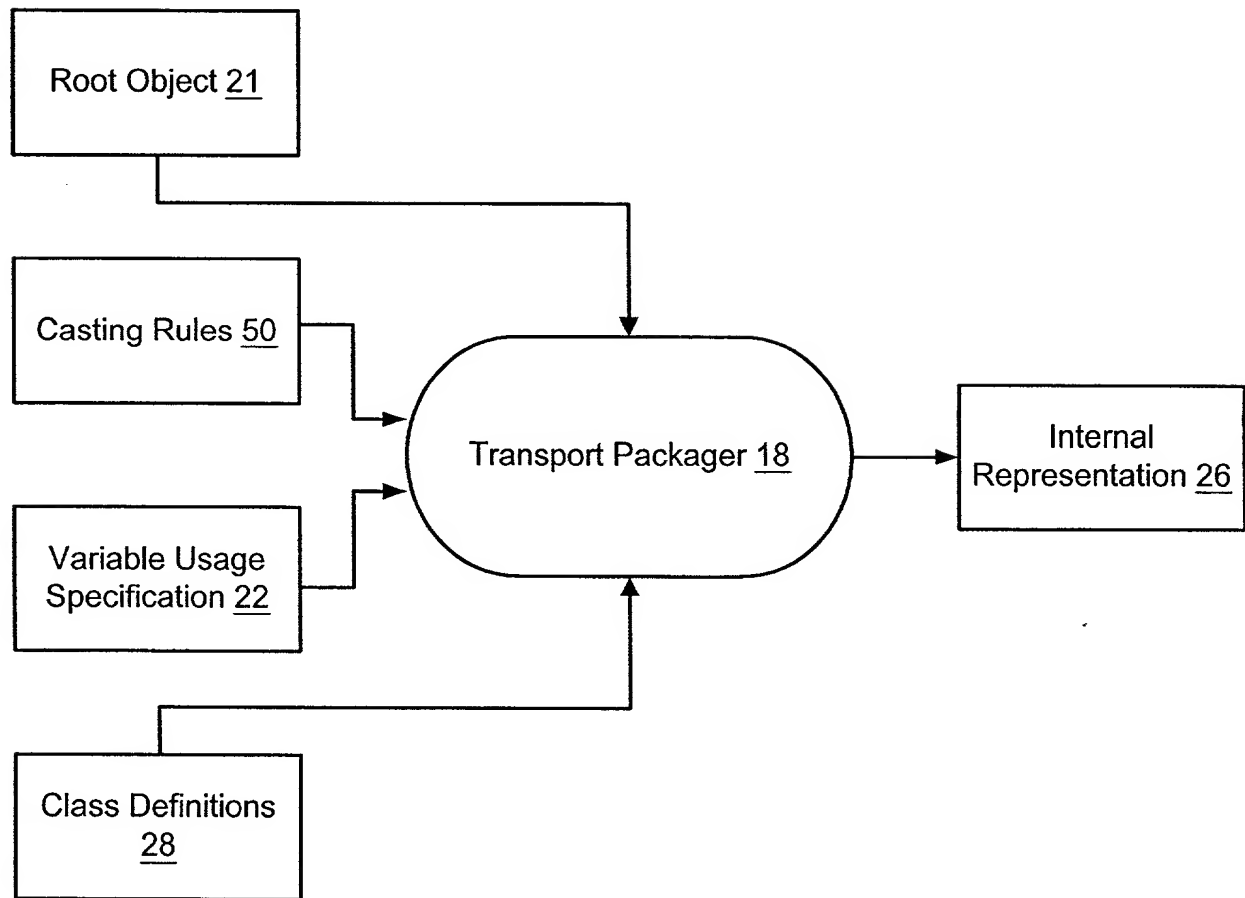 Root Object 21
Casting Rules 50
Variable Usage
Specification 22
Class Definitions
28
Transport Packager 18
Internal
Representation 26